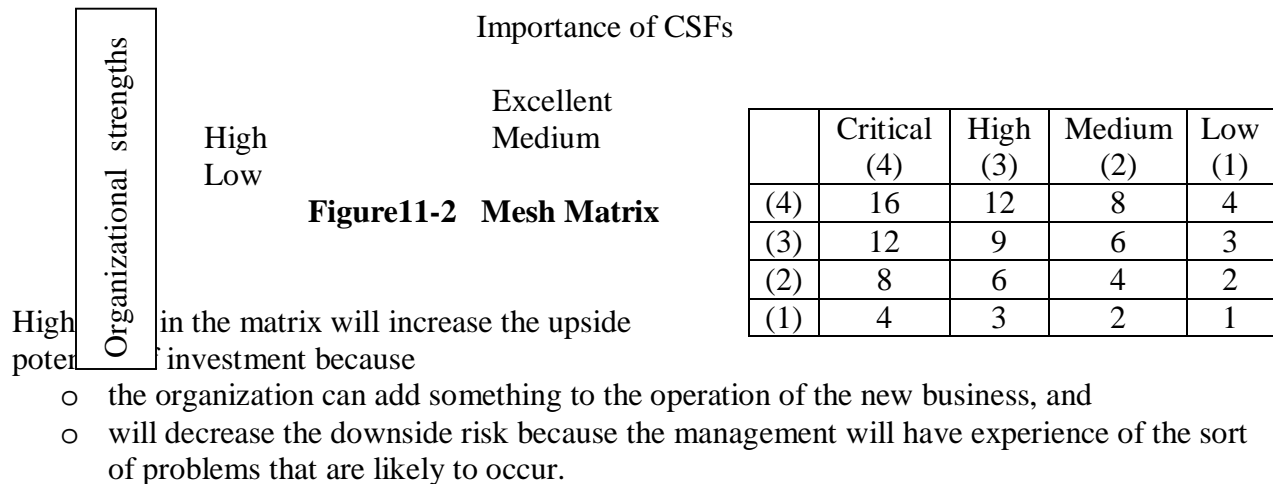 Importance of CSFs
Organizational strengths
Excellent
High Medium
Low
Figure11-2 Mesh Matrix
Critical (4) High (3) Medium (2) Low (1)
(4) 16 12 8 4
(3) 12 9 6 3
(2) 8 6 4 2
(1) 4 3 2 1
High in the matrix will increase the upside
investment because
o the organization can add something to the operation of the new business, and
o will decrease the downside risk because the management will have experience of the sort
of problems that are likely to occur.